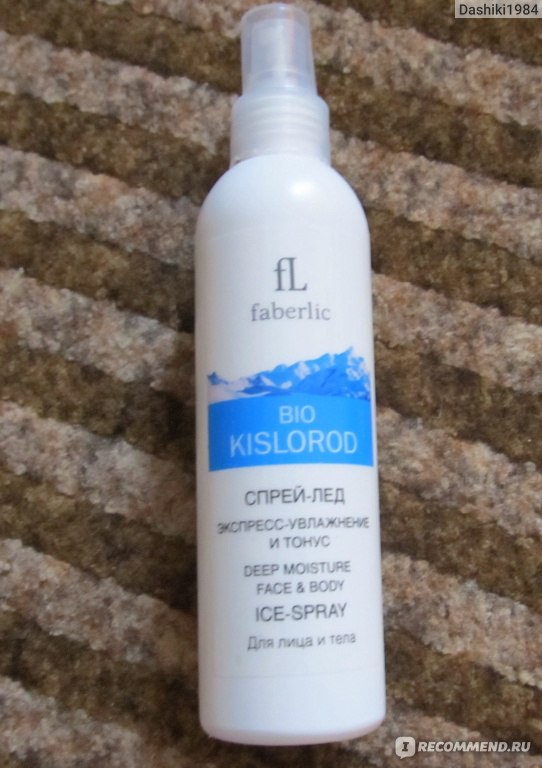 Dashiki1984
fL
faberlic
BIO
KISLOROD
СПРЕЙ-ЛЕД
ЭКСПРЕСС-УВЛАЖНЕНИЕ
И ТОНУС
DEEP MOISTURE
FACE & BODY
ICE-SPRAY
Для лица и тела
RECOMMEND.RU